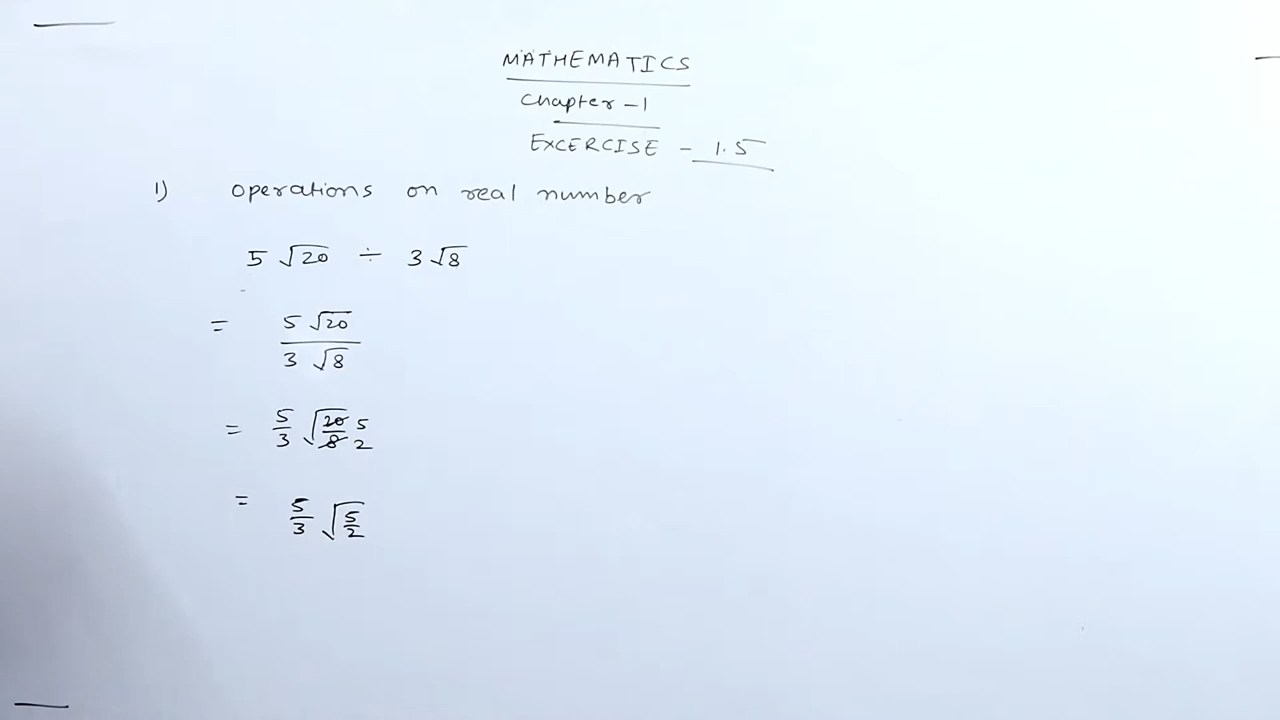 MATHEMATICS
Chapter - 1
EXCERCISE - 1.5
1) operations on real number
5 √20 ÷ 3 √8
= 5 √20 / 3 √8
= 5/3 √20/8 5/2
= 5/3 √5/2